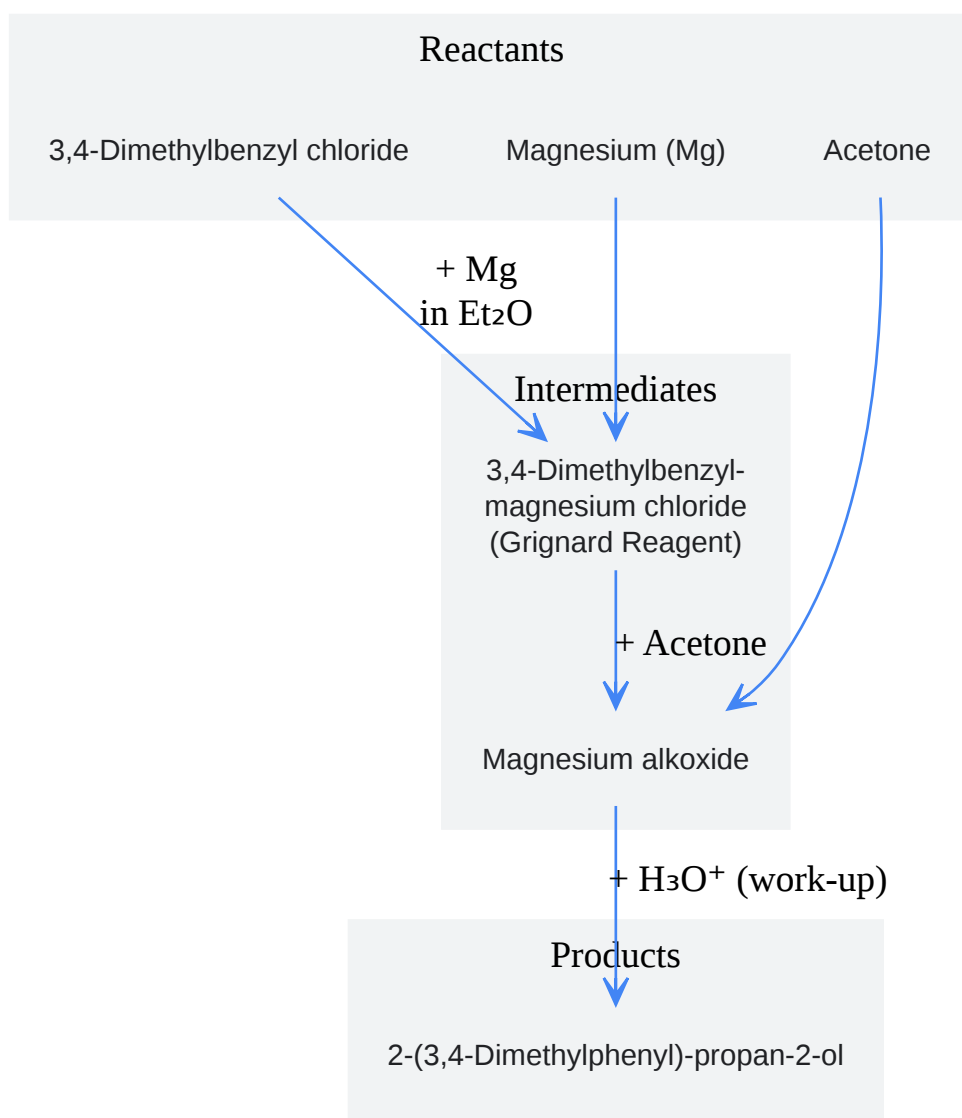 Reactants
3,4-Dimethylbenzyl chloride
Magnesium (Mg)
Acetone
+ Mg
in Et₂O
Intermediates
3,4-Dimethylbenzyl-
magnesium chloride
(Grignard Reagent)
+ Acetone
Magnesium alkoxide
+ H₃O⁺ (work-up)
Products
2-(3,4-Dimethylphenyl)-propan-2-ol